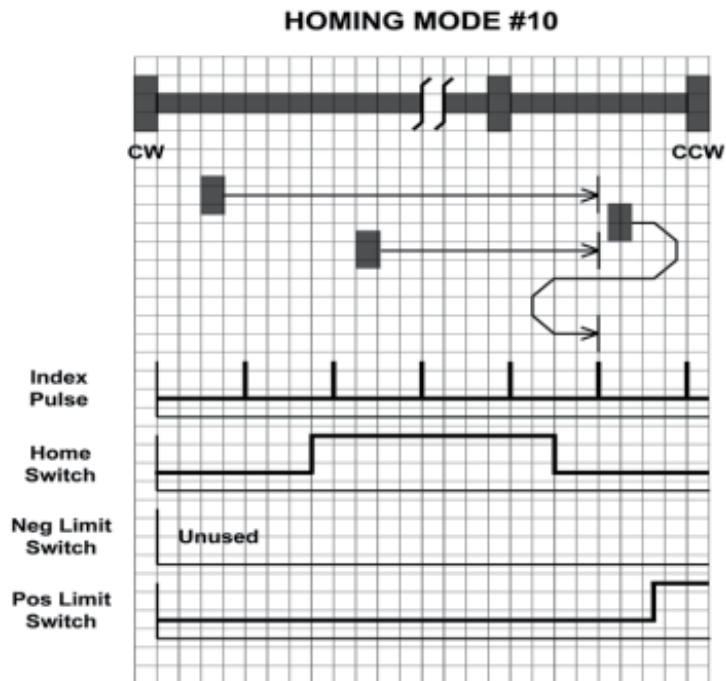 HOMING MODE #10
CW
CCW
Index
Pulse
Home
Switch
Neg Limit
Switch
Unused
Pos Limit
Switch